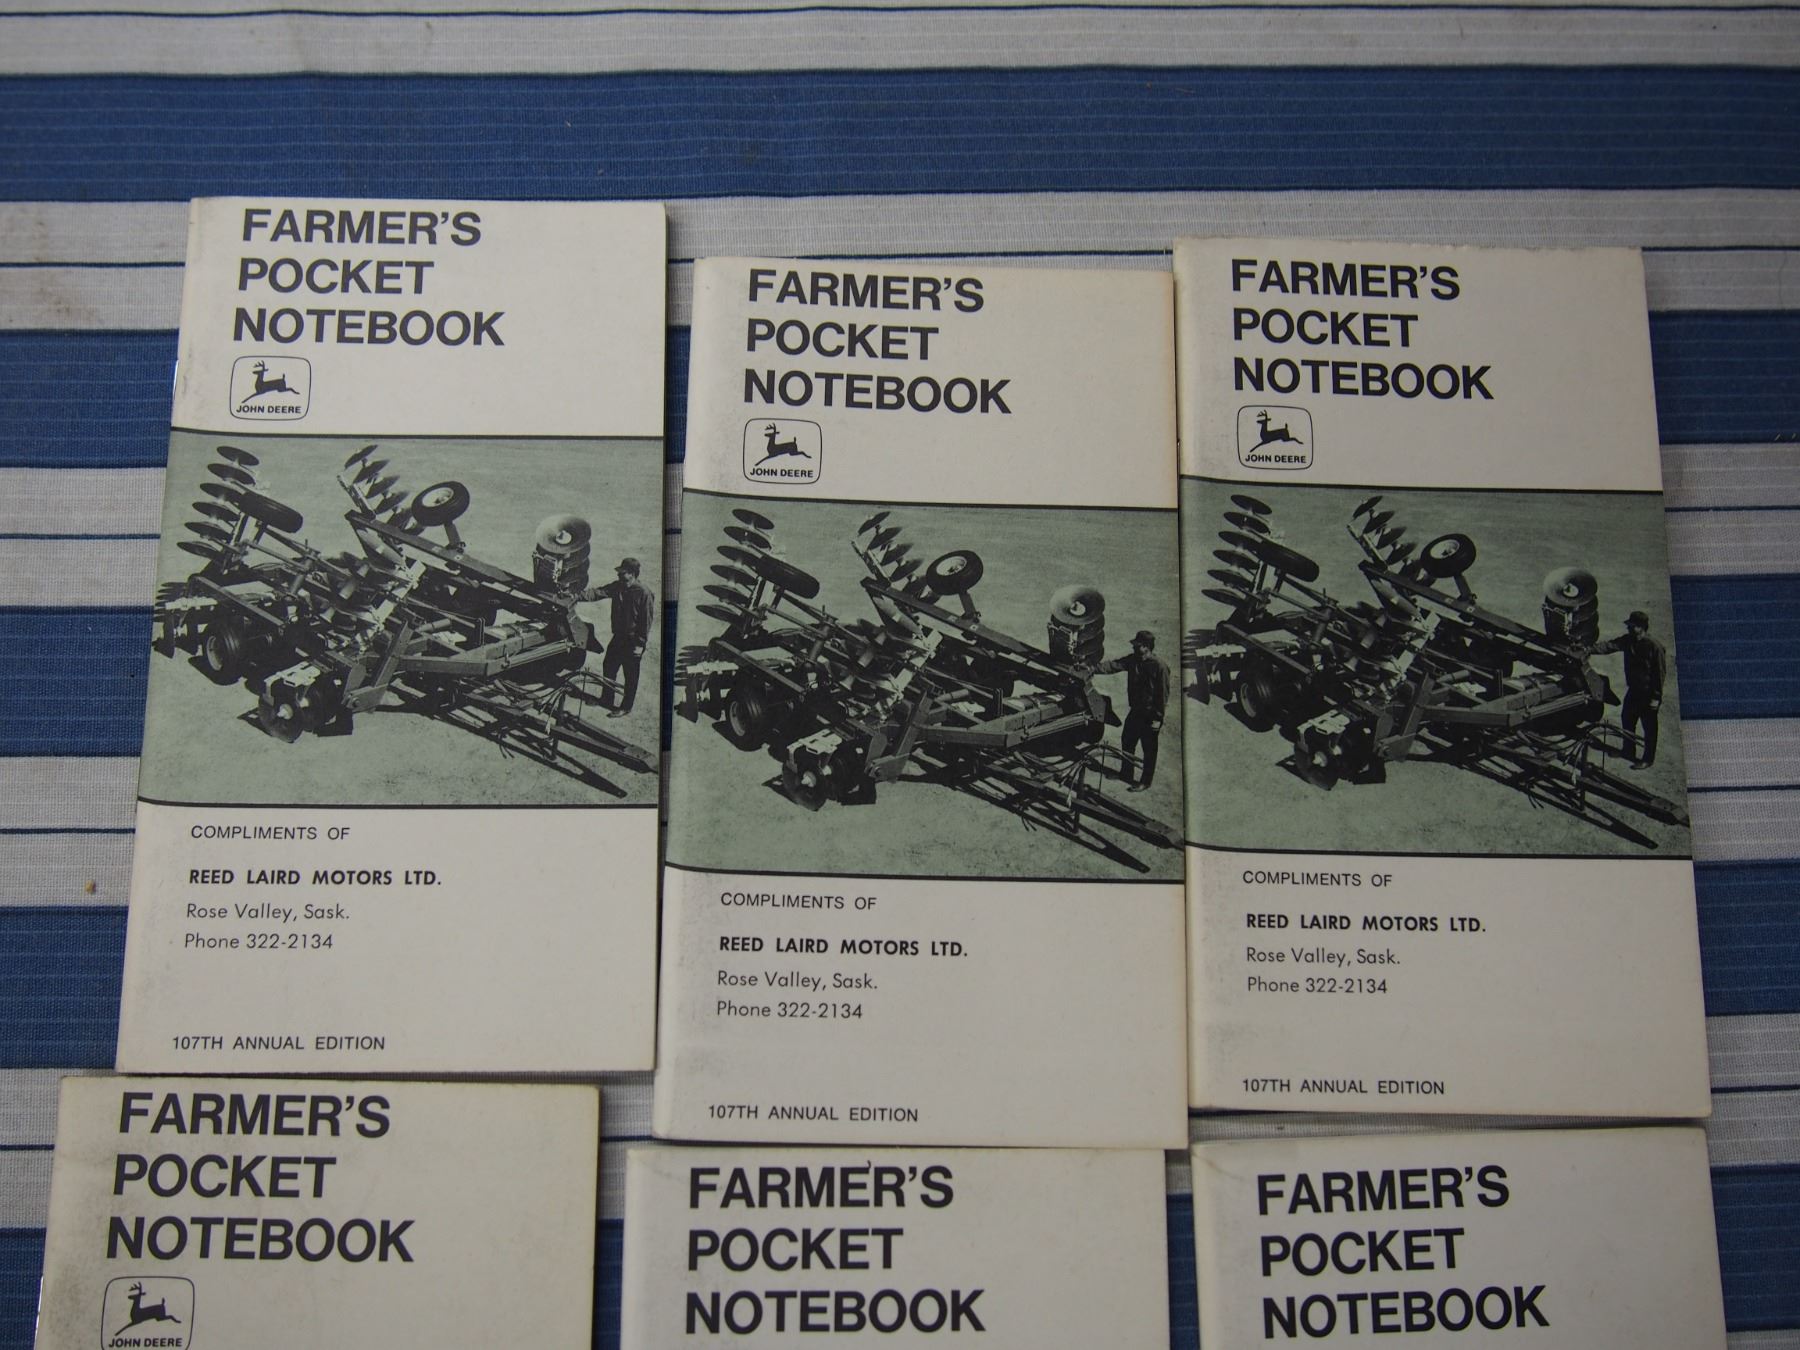 FARMER'S
POCKET
NOTEBOOK
JOHN DEERE
COMPLIMENTS OF
REED LAIRD MOTORS LTD.
Rose Valley, Sask.
Phone 322-2134
107TH ANNUAL EDITION
FARMER'S
POCKET
NOTEBOOK
JOHN DEERE
COMPLIMENTS OF
REED LAIRD MOTORS LTD.
Rose Valley, Sask.
Phone 322-2134
107TH ANNUAL EDITION
FARMER'S
POCKET
NOTEBOOK
JOHN DEERE
COMPLIMENTS OF
REED LAIRD MOTORS LTD.
Rose Valley, Sask.
Phone 322-2134
107TH ANNUAL EDITION
FARMER'S
POCKET
NOTEBOOK
JOHN DEERE
FARMER'S
POCKET
NOTEBOOK
FARMER'S
POCKET
NOTEBOOK